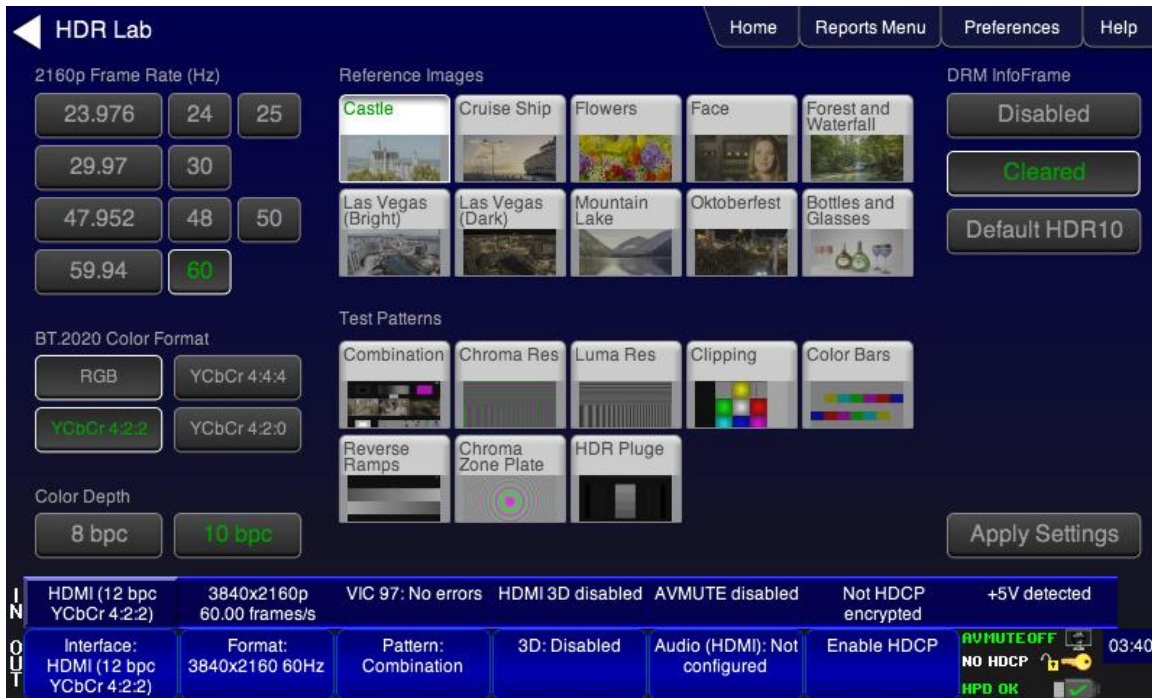 HDR Lab
Home
Reports Menu
Preferences
Help
2160p Frame Rate (Hz)
23.976
24
25
29.97
30
47.952
48
50
59.94
60
BT.2020 Color Format
RGB
YCbCr 4:4:4
YCbCr 4:2:2
YCbCr 4:2:0
Color Depth
8 bpc
10 bpc
Reference Images
Castle
Cruise Ship
Flowers
Face
Forest and
Waterfall
Las Vegas
(Bright)
Las Vegas
(Dark)
Mountain
Lake
Oktoberfest
Bottles and
Glasses
Test Patterns
Combination
Chroma Res
Luma Res
Clipping
Color Bars
Reverse
Ramps
Chroma
Zone Plate
HDR Pluge
DRM InfoFrame
Disabled
Cleared
Default HDR10
Apply Settings
IN
HDMI (12 bpc
YCbCr 4:2:2)
3840x2160p
60.00 frames/s
VIC 97: No errors
HDMI 3D disabled
AVMUTE disabled
Not HDCP
encrypted
+5V detected
OUT
Interface:
HDMI (12 bpc
YCbCr 4:2:2)
Format:
3840x2160 60Hz
Pattern:
Combination
3D: Disabled
Audio (HDMI): Not
configured
Enable HDCP
AVMUTE OFF
NO HDCP
HPD OK
03:40